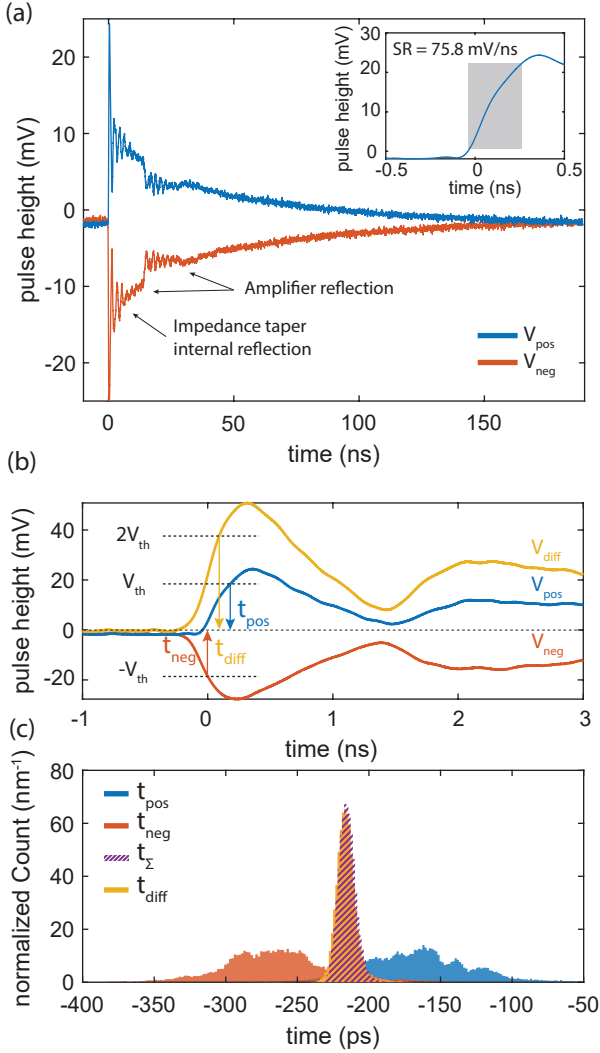 (a)
pulse height (mV)
20
10
0
-10
-20
0
50
100
150
time (ns)
SR = 75.8 mV/ns
pulse height (mV)
30
20
10
0
-0.5
0
0.5
time (ns)
Amplifier reflection
Impedance taper
internal reflection
V_pos
V_neg
(b)
pulse height (mV)
40
20
0
-20
2V_th
V_th
-V_th
t_neg
t_diff
t_pos
V_diff
V_pos
V_neg
-1
0
1
2
3
time (ns)
(c)
normalized Count (nm⁻¹)
80
60
40
20
0
t_pos
t_neg
t_Σ
t_diff
-400
-350
-300
-250
-200
-150
-100
-50
time (ps)